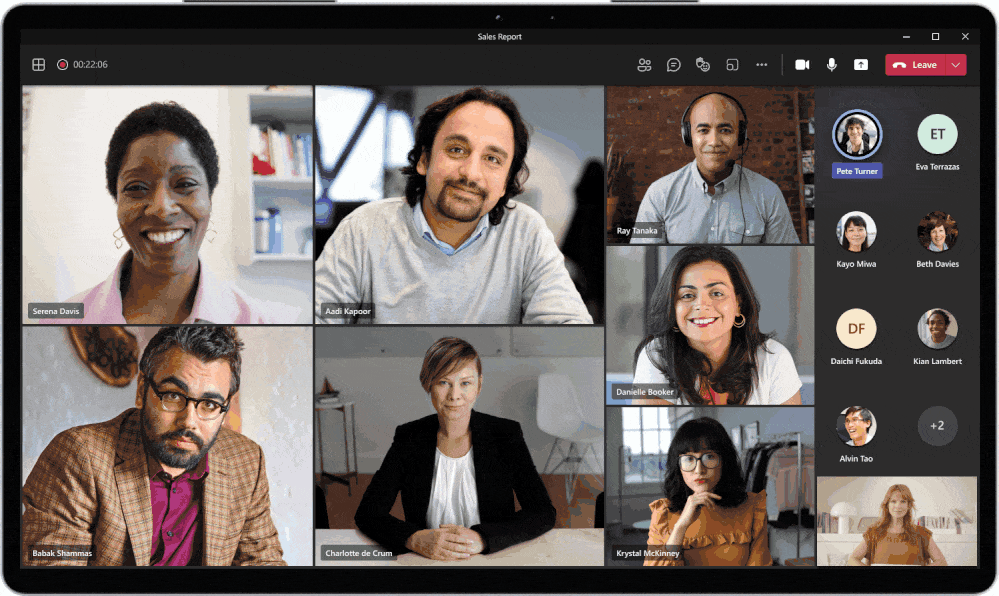 Sales Report
00:22:06
Leave
Serena Davis
Aadi Kapoor
Ray Tanaka
Pete Turner
ET
Eva Terrazas
Kayo Miwa
Beth Davies
DF
Daichi Fukuda
Kian Lambert
Danielle Booker
+2
Alvin Tao
Babak Shammas
Charlotte de Crum
Krystal McKinney